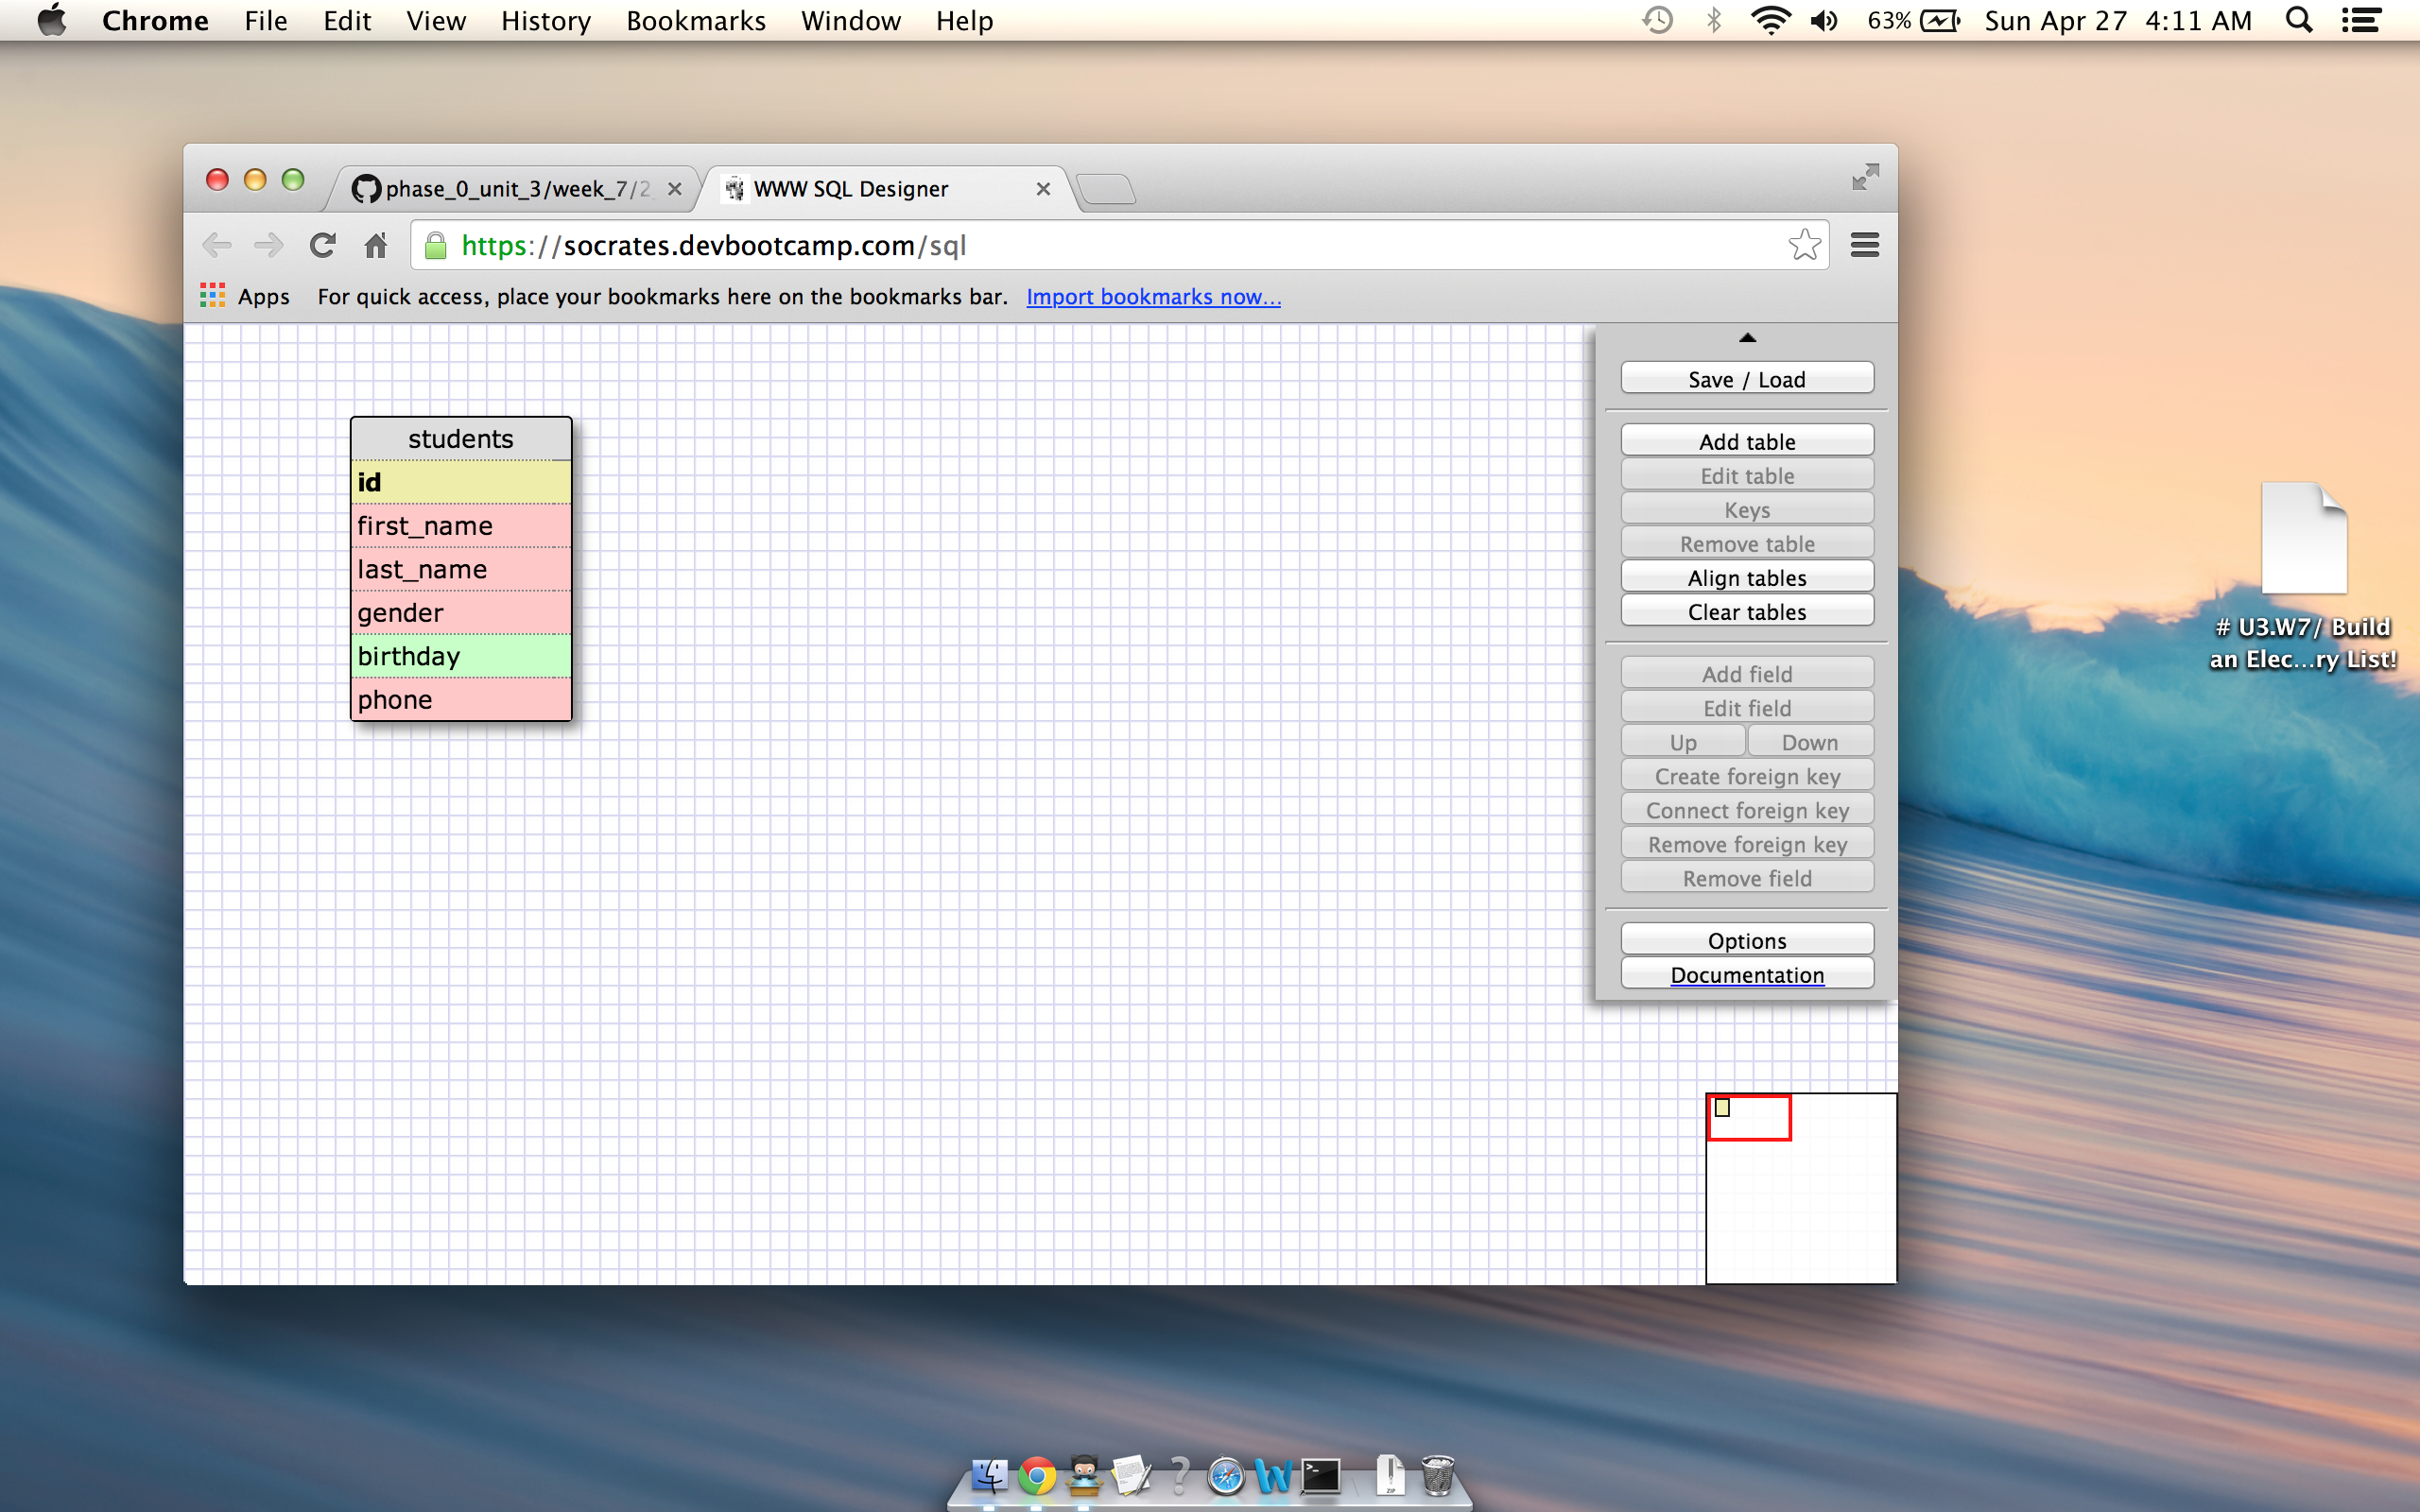 Chrome File Edit View History Bookmarks Window Help 63% Sun Apr 27 4:11 AM
phase_0_unit_3/week_7/2 WWW SQL Designer
https://socrates.devbootcamp.com/sql
Apps For quick access, place your bookmarks here on the bookmarks bar. Import bookmarks now...
students
id
first_name
last_name
gender
birthday
phone
Save / Load
Add table
Edit table
Keys
Remove table
Align tables
Clear tables
Add field
Edit field
Up Down
Create foreign key
Connect foreign key
Remove foreign key
Remove field
Options
Documentation
# U3.W7/ Build
an Elec...ry List!
ZIP